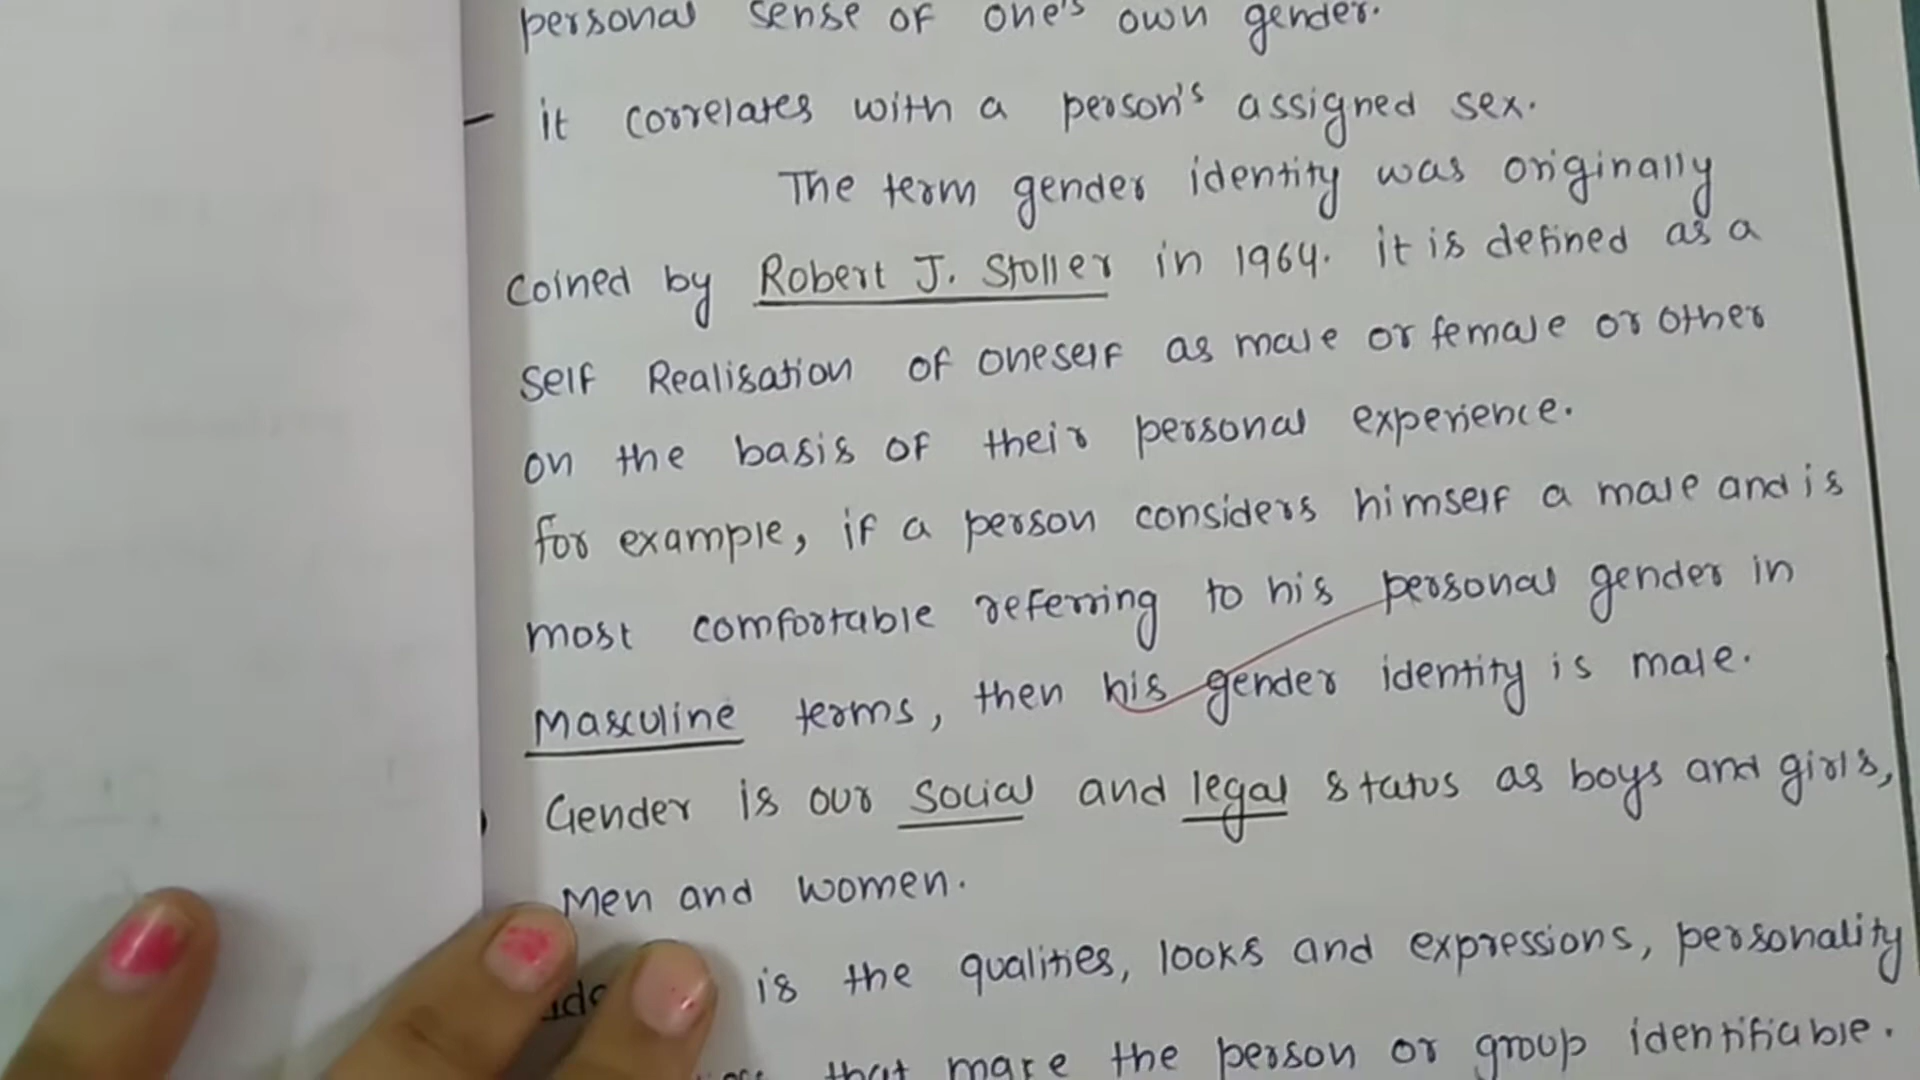 personal sense of one's own gender.
- it correlates with a person's assigned sex.
The term gender identity was originally
coined by Robert J. Stoller in 1964. it is defined as a
self Realisation of oneself as male or female or other
on the basis of their personal experience.
for example, if a person considers himself a male and is
most comfortable referring to his personal gender in
Masculine terms, then his gender identity is male.
Gender is our social and legal status as boys and girls,
Men and women.
is the qualities, looks and expressions, personality
that make the person or group identifiable.